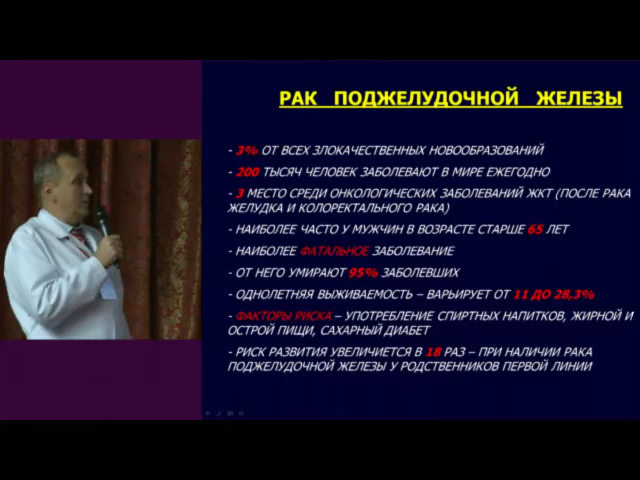 РАК ПОДЖЕЛУДОЧНОЙ ЖЕЛЕЗЫ
- 3% ОТ ВСЕХ ЗЛОКАЧЕСТВЕННЫХ НОВООБРАЗОВАНИЙ
- 200 ТЫСЯЧ ЧЕЛОВЕК ЗАБОЛЕВАЮТ В МИРЕ ЕЖЕГОДНО
- 3 МЕСТО СРЕДИ ОНКОЛОГИЧЕСКИХ ЗАБОЛЕВАНИЙ ЖКТ (ПОСЛЕ РАКА
ЖЕЛУДКА И КОЛОРЕКТАЛЬНОГО РАКА)
- НАИБОЛЕЕ ЧАСТО У МУЖЧИН В ВОЗРАСТЕ СТАРШЕ 65 ЛЕТ
- НАИБОЛЕЕ ФАТАЛЬНОЕ ЗАБОЛЕВАНИЕ
- ОТ НЕГО УМИРАЮТ 95% ЗАБОЛЕВШИХ
- ОДНОЛЕТНЯЯ ВЫЖИВАЕМОСТЬ – ВАРЬИРУЕТ ОТ 11 ДО 28,3%
- ФАКТОРЫ РИСКА – УПОТРЕБЛЕНИЕ СПИРТНЫХ НАПИТКОВ, ЖИРНОЙ И
ОСТРОЙ ПИЩИ, САХАРНЫЙ ДИАБЕТ
- РИСК РАЗВИТИЯ УВЕЛИЧИЕТСЯ В 18 РАЗ – ПРИ НАЛИЧИИ РАКА
ПОДЖЕЛУДОЧНОЙ ЖЕЛЕЗЫ У РОДСТВЕННИКОВ ПЕРВОЙ ЛИНИИ